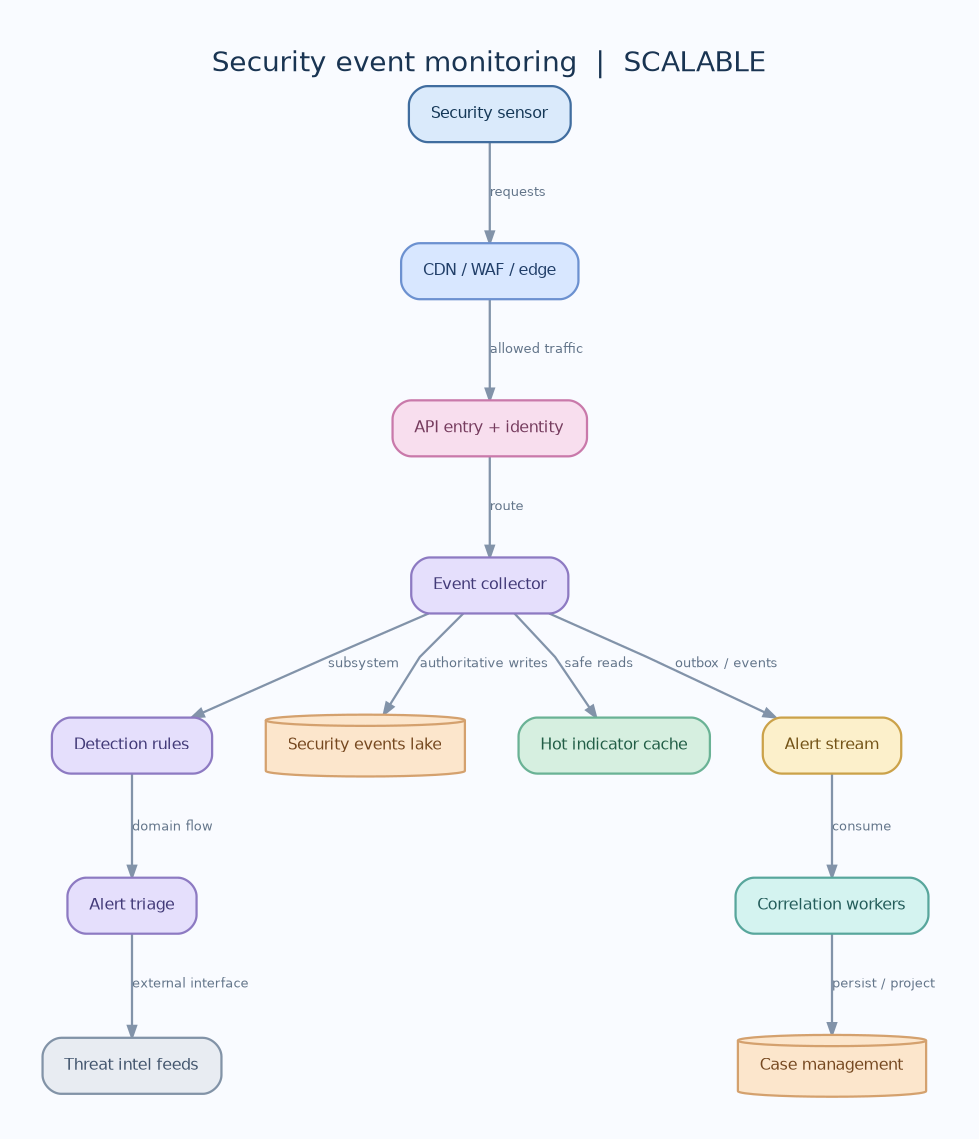 Security event monitoring | SCALABLE
Security sensor
requests
CDN / WAF / edge
allowed traffic
API entry + identity
route
Event collector
subsystem
authoritative writes
safe reads
outbox / events
Detection rules
Security events lake
Hot indicator cache
Alert stream
domain flow
consume
Alert triage
Correlation workers
external interface
persist / project
Threat intel feeds
Case management